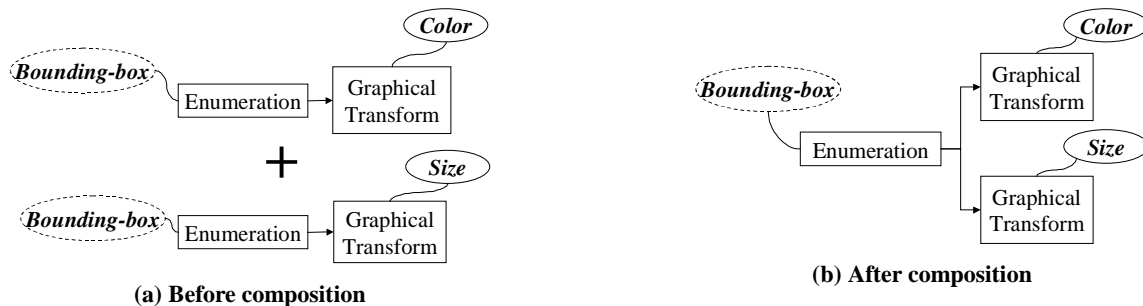 Color
Bounding-box
Enumeration
Graphical
Transform
+
Size
Bounding-box
Enumeration
Graphical
Transform
(a) Before composition
Color
Bounding-box
Graphical
Transform
Enumeration
Size
Graphical
Transform
(b) After composition